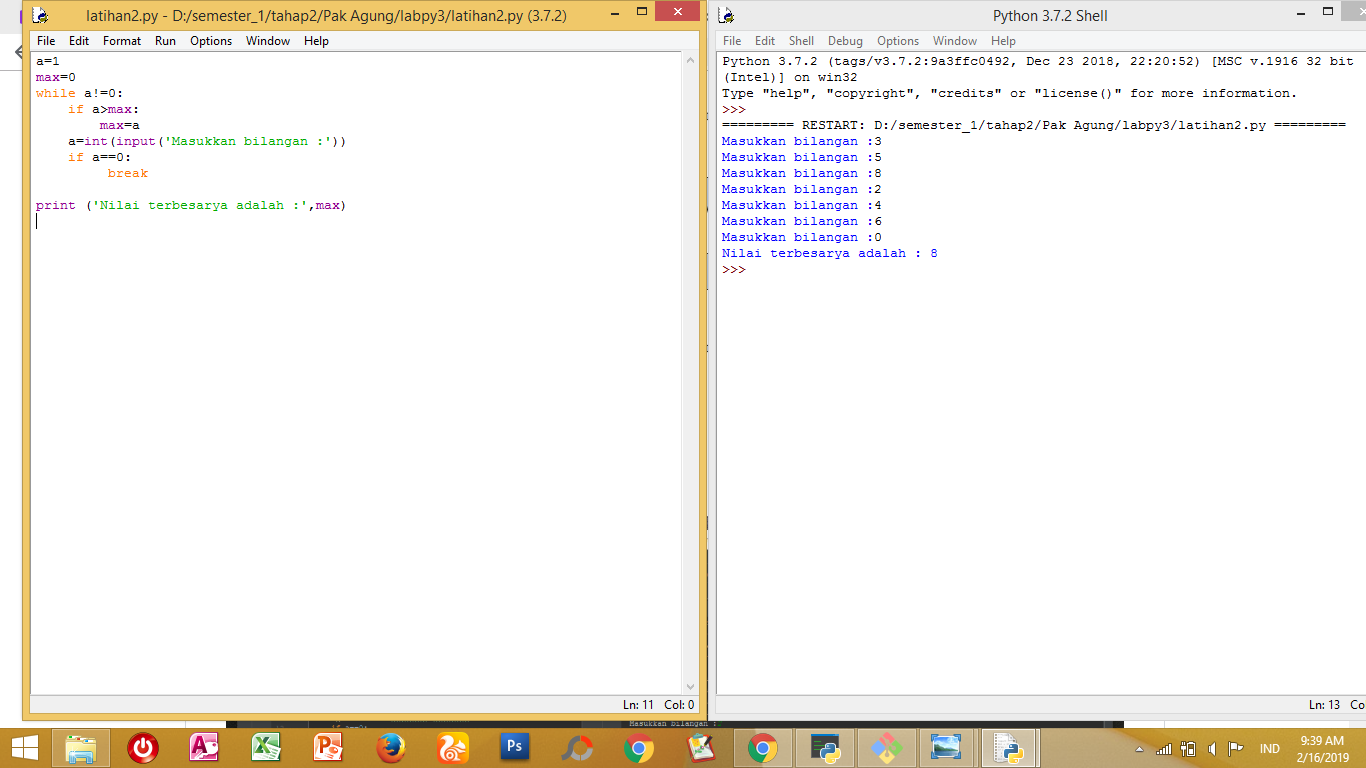 latihan2.py - D:/semester_1/tahap2/Pak Agung/labpy3/latihan2.py (3.7.2)
File Edit Format Run Options Window Help
a=1
max=0
while a!=0:
    if a>max:
        max=a
    a=int(input('Masukkan bilangan :'))
    if a==0:
         break

print ('Nilai terbesarya adalah :',max)
Ln: 11 Col: 0
Python 3.7.2 Shell
File Edit Shell Debug Options Window Help
Python 3.7.2 (tags/v3.7.2:9a3ffc0492, Dec 23 2018, 22:20:52) [MSC v.1916 32 bit
(Intel)] on win32
Type "help", "copyright", "credits" or "license()" for more information.
>>>
========= RESTART: D:/semester_1/tahap2/Pak Agung/labpy3/latihan2.py =========
Masukkan bilangan :3
Masukkan bilangan :5
Masukkan bilangan :8
Masukkan bilangan :2
Masukkan bilangan :4
Masukkan bilangan :6
Masukkan bilangan :0
Nilai terbesarya adalah : 8
>>>
Ln: 13 Co
Masukkan bilangan :
Ps
IND
9:39 AM
2/16/2019